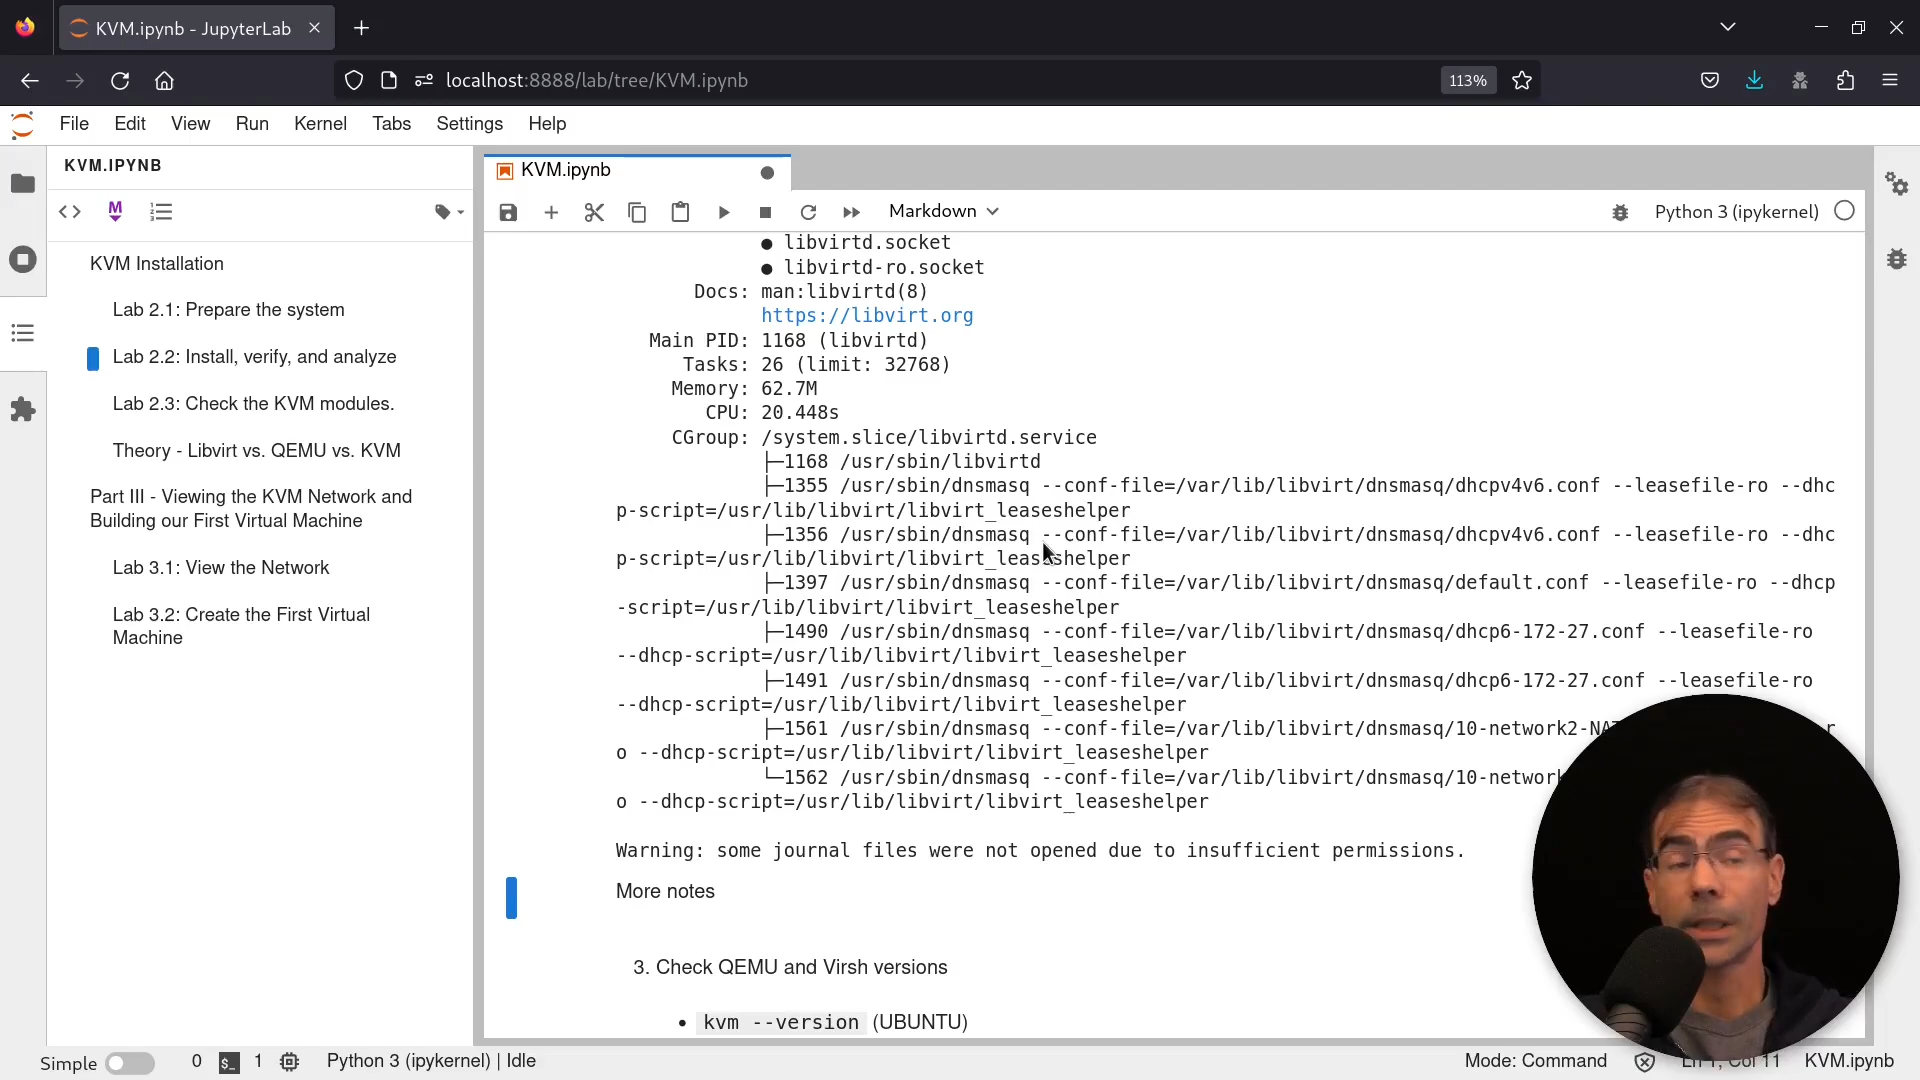 KVM.ipynb - JupyterLab
localhost:8888/lab/tree/KVM.ipynb
113%
File Edit View Run Kernel Tabs Settings Help
KVM.IPYNB
KVM Installation
Lab 2.1: Prepare the system
Lab 2.2: Install, verify, and analyze
Lab 2.3: Check the KVM modules.
Theory - Libvirt vs. QEMU vs. KVM
Part III - Viewing the KVM Network and
Building our First Virtual Machine
Lab 3.1: View the Network
Lab 3.2: Create the First Virtual
Machine
KVM.ipynb
Markdown
Python 3 (ipykernel)
● libvirtd.socket
● libvirtd-ro.socket
Docs: man:libvirtd(8)
https://libvirt.org
Main PID: 1168 (libvirtd)
Tasks: 26 (limit: 32768)
Memory: 62.7M
CPU: 20.448s
CGroup: /system.slice/libvirtd.service
├─1168 /usr/sbin/libvirtd
├─1355 /usr/sbin/dnsmasq --conf-file=/var/lib/libvirt/dnsmasq/dhcpv4v6.conf --leasefile-ro --dhc
p-script=/usr/lib/libvirt/libvirt_leaseshelper
├─1356 /usr/sbin/dnsmasq --conf-file=/var/lib/libvirt/dnsmasq/dhcpv4v6.conf --leasefile-ro --dhc
p-script=/usr/lib/libvirt/libvirt_leaseshelper
├─1397 /usr/sbin/dnsmasq --conf-file=/var/lib/libvirt/dnsmasq/default.conf --leasefile-ro --dhcp
-script=/usr/lib/libvirt/libvirt_leaseshelper
├─1490 /usr/sbin/dnsmasq --conf-file=/var/lib/libvirt/dnsmasq/dhcp6-172-27.conf --leasefile-ro
--dhcp-script=/usr/lib/libvirt/libvirt_leaseshelper
├─1491 /usr/sbin/dnsmasq --conf-file=/var/lib/libvirt/dnsmasq/dhcp6-172-27.conf --leasefile-ro
--dhcp-script=/usr/lib/libvirt/libvirt_leaseshelper
├─1561 /usr/sbin/dnsmasq --conf-file=/var/lib/libvirt/dnsmasq/10-network2-NA r
o --dhcp-script=/usr/lib/libvirt/libvirt_leaseshelper
└─1562 /usr/sbin/dnsmasq --conf-file=/var/lib/libvirt/dnsmasq/10-network
o --dhcp-script=/usr/lib/libvirt/libvirt_leaseshelper
Warning: some journal files were not opened due to insufficient permissions.
More notes
3. Check QEMU and Virsh versions
• kvm --version (UBUNTU)
Simple 0 $_ 1 Python 3 (ipykernel) | Idle
Mode: Command Ln 1, Col 11 KVM.ipynb